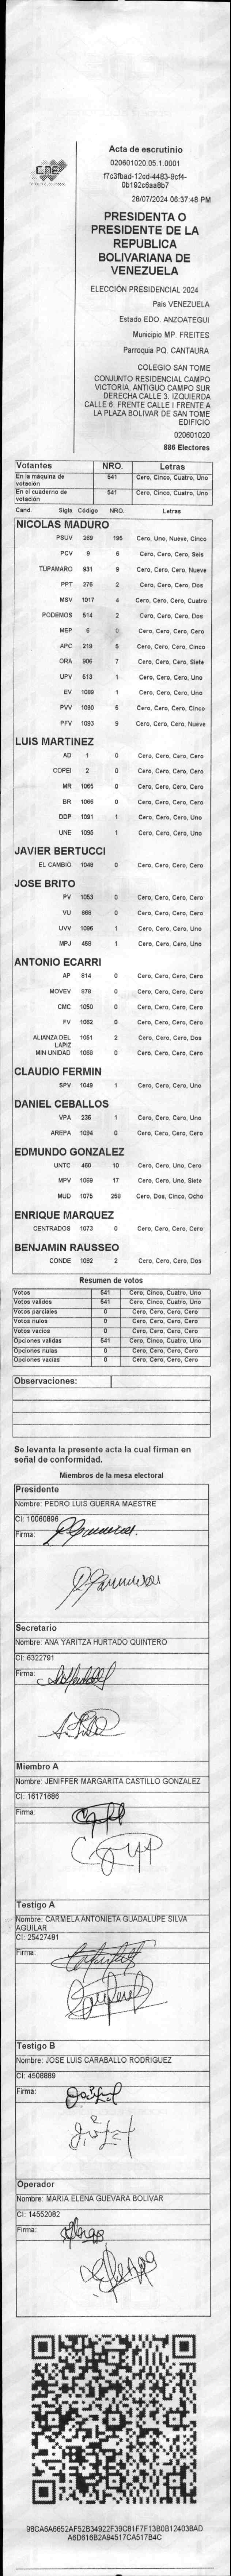 CNE
Acta de escrutinio
020601020.05.1.0001
f7c3fbad-12cd-4483-9cf4-
0b192c6aa8b7
28/07/2024 06:37:48 PM
PRESIDENTA O
PRESIDENTE DE LA
REPUBLICA
BOLIVARIANA DE
VENEZUELA
ELECCIÓN PRESIDENCIAL 2024
País VENEZUELA
Estado EDO. ANZOATEGUI
Municipio MP. FREITES
Parroquia PQ. CANTAURA
COLEGIO SAN TOME
CONJUNTO RESIDENCIAL CAMPO
VICTORIA, ANTIGUO CAMPO SUR
DERECHA CALLE 3. IZQUIERDA
CALLE 6. FRENTE CALLE I FRENTE A
LA PLAZA BOLIVAR DE SAN TOME
EDIFICIO
020601020
886 Electores
Votantes NRO. Letras
En la máquina de votación 541 Cero, Cinco, Cuatro, Uno
En el cuaderno de votación 541 Cero, Cinco, Cuatro, Uno
Cand. Sigla Código NRO. Letras
NICOLAS MADURO
PSUV 269 195 Cero, Uno, Nueve, Cinco
PCV 9 6 Cero, Cero, Cero, Seis
TUPAMARO 931 9 Cero, Cero, Cero, Nueve
PPT 276 2 Cero, Cero, Cero, Dos
MSV 1017 4 Cero, Cero, Cero, Cuatro
PODEMOS 514 2 Cero, Cero, Cero, Dos
MEP 6 0 Cero, Cero, Cero, Cero
APC 219 5 Cero, Cero, Cero, Cinco
ORA 906 7 Cero, Cero, Cero, Siete
UPV 513 1 Cero, Cero, Cero, Uno
EV 1089 1 Cero, Cero, Cero, Uno
PVV 1090 5 Cero, Cero, Cero, Cinco
PFV 1093 9 Cero, Cero, Cero, Nueve
LUIS MARTINEZ
AD 1 0 Cero, Cero, Cero, Cero
COPEI 2 0 Cero, Cero, Cero, Cero
MR 1065 0 Cero, Cero, Cero, Cero
BR 1066 0 Cero, Cero, Cero, Cero
DDP 1091 1 Cero, Cero, Cero, Uno
UNE 1095 1 Cero, Cero, Cero, Uno
JAVIER BERTUCCI
EL CAMBIO 1048 0 Cero, Cero, Cero, Cero
JOSE BRITO
PV 1053 0 Cero, Cero, Cero, Cero
VU 868 0 Cero, Cero, Cero, Cero
UVV 1096 1 Cero, Cero, Cero, Uno
MPJ 458 1 Cero, Cero, Cero, Uno
ANTONIO ECARRI
AP 814 0 Cero, Cero, Cero, Cero
MOVEV 878 0 Cero, Cero, Cero, Cero
CMC 1050 0 Cero, Cero, Cero, Cero
FV 1062 0 Cero, Cero, Cero, Cero
ALIANZA DEL LAPIZ 1051 2 Cero, Cero, Cero, Dos
MIN UNIDAD 1068 0 Cero, Cero, Cero, Cero
CLAUDIO FERMIN
SPV 1049 1 Cero, Cero, Cero, Uno
DANIEL CEBALLOS
VPA 236 1 Cero, Cero, Cero, Uno
AREPA 1094 0 Cero, Cero, Cero, Cero
EDMUNDO GONZALEZ
UNTC 460 10 Cero, Cero, Uno, Cero
MPV 1069 17 Cero, Cero, Uno, Siete
MUD 1075 258 Cero, Dos, Cinco, Ocho
ENRIQUE MARQUEZ
CENTRADOS 1073 0 Cero, Cero, Cero, Cero
BENJAMIN RAUSSEO
CONDE 1092 2 Cero, Cero, Cero, Dos
Resumen de votos
Votos 541 Cero, Cinco, Cuatro, Uno
Votos validos 541 Cero, Cinco, Cuatro, Uno
Votos parciales 0 Cero, Cero, Cero, Cero
Votos nulos 0 Cero, Cero, Cero, Cero
Votos vacios 0 Cero, Cero, Cero, Cero
Opciones validas 541 Cero, Cinco, Cuatro, Uno
Opciones nulas 0 Cero, Cero, Cero, Cero
Opciones vacias 0 Cero, Cero, Cero, Cero
Observaciones:
Se levanta la presente acta la cual firman en
señal de conformidad.
Miembros de la mesa electoral
Presidente
Nombre: PEDRO LUIS GUERRA MAESTRE
CI: 10060896
Firma:
Secretario
Nombre: ANA YARITZA HURTADO QUINTERO
CI: 6322791
Firma:
Miembro A
Nombre: JENIFFER MARGARITA CASTILLO GONZALEZ
CI: 16171686
Firma:
Testigo A
Nombre: CARMELA ANTONIETA GUADALUPE SILVA
AGUILAR
CI: 25427481
Firma:
Testigo B
Nombre: JOSE LUIS CARABALLO RODRIGUEZ
CI: 4508889
Firma:
Operador
Nombre: MARIA ELENA GUEVARA BOLIVAR
CI: 14552082
Firma:
98CA6A6652AF52B34922F39C81F7F13B0B124038AD
A6D616B2A94517CA517B4C